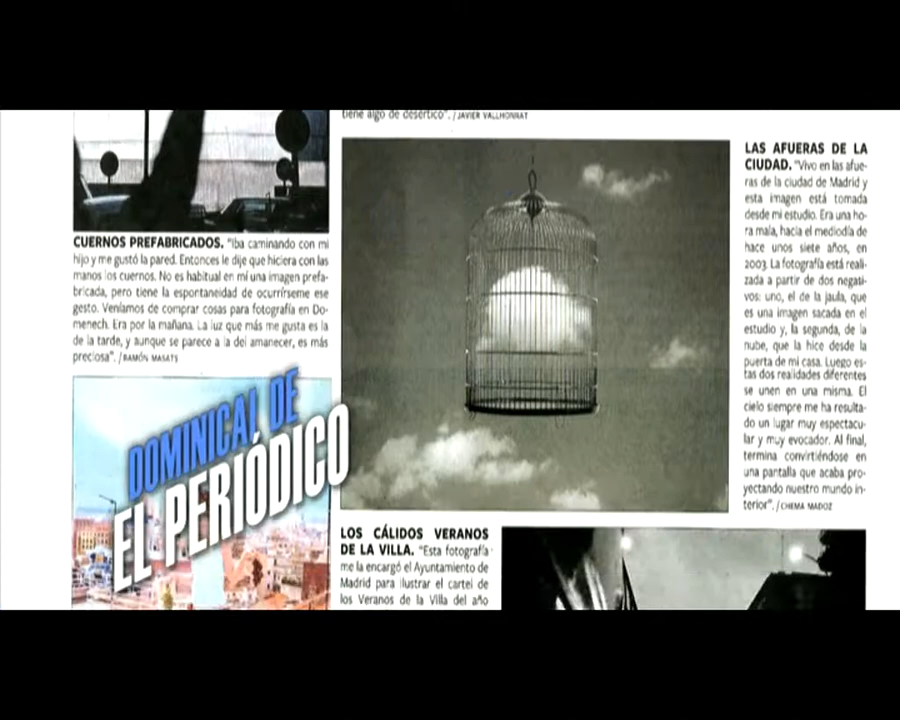 tiene algo de desértico". / JAVIER VALLHONRAT
CUERNOS PREFABRICADOS. "Iba caminando con mi
hijo y me gustó la pared. Entonces le dije que hiciera con las
manos los cuernos. No es habitual en mí una imagen prefa-
bricada, pero tiene la espontaneidad de ocurrírseme ese
gesto. Veníamos de comprar cosas para fotografía en Do-
menech. Era por la mañana. La luz que más me gusta es la
de la tarde, y aunque se parece a la del amanecer, es más
preciosa". / RAMÓN MASATS
DOMINICAL DE
EL PERIÓDICO
LAS AFUERAS DE LA
CIUDAD. "Vivo en las afue-
ras de la ciudad de Madrid y
esta imagen está tomada
desde mi estudio. Era una ho-
ra mala, hacia el mediodía de
hace unos siete años, en
2003. La fotografía está reali-
zada a partir de dos negati-
vos: uno, el de la jaula, que
es una imagen sacada en el
estudio y, la segunda, de la
nube, que la hice desde la
puerta de mi casa. Luego es-
tas dos realidades diferentes
se unen en una misma. El
cielo siempre me ha resulta-
do un lugar muy espectacu-
lar y muy evocador. Al final,
termina convirtiéndose en
una pantalla que acaba pro-
yectando nuestro mundo in-
terior". / CHEMA MADOZ
LOS CÁLIDOS VERANOS
DE LA VILLA. "Esta fotografía
me la encargó el Ayuntamiento de
Madrid para ilustrar el cartel de
los Veranos de la Villa del año